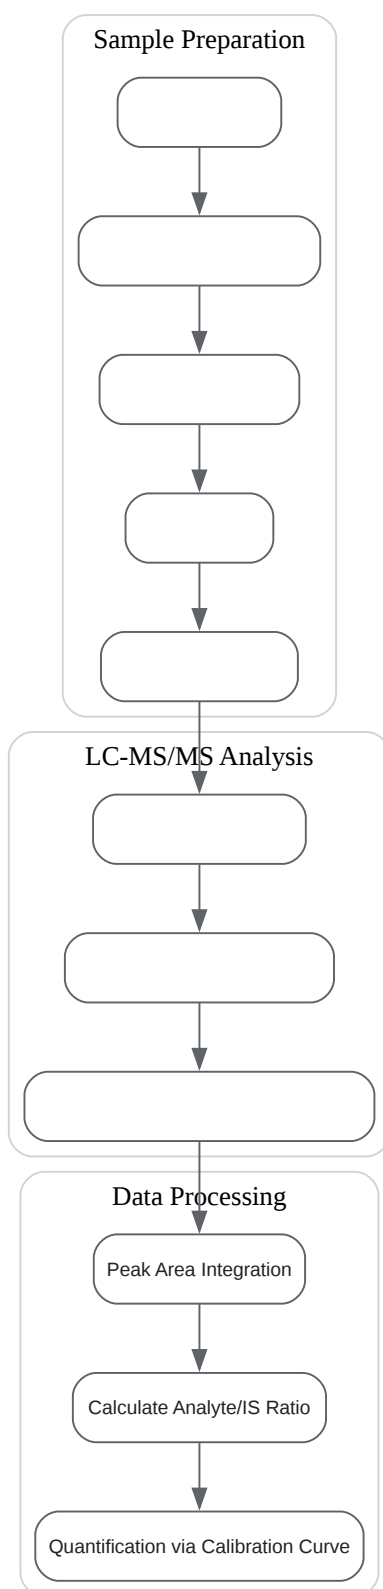 Sample Preparation
LC-MS/MS Analysis
Data Processing
Peak Area Integration
Calculate Analyte/IS Ratio
Quantification via Calibration Curve